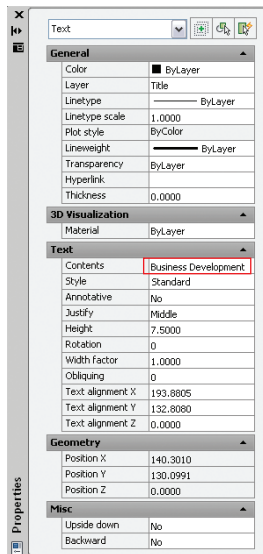 Text
General
Color ByLayer
Layer Title
Linetype ByLayer
Linetype scale 1.0000
Plot style ByColor
Lineweight ByLayer
Transparency ByLayer
Hyperlink
Thickness 0.0000
3D Visualization
Material ByLayer
Text
Contents Business Development
Style Standard
Annotative No
Justify Middle
Height 7.5000
Rotation 0
Width factor 1.0000
Obliquing 0
Text alignment X 193.8805
Text alignment Y 132.8080
Text alignment Z 0.0000
Geometry
Position X 140.3010
Position Y 130.0991
Position Z 0.0000
Misc
Upside down No
Backward No
Properties